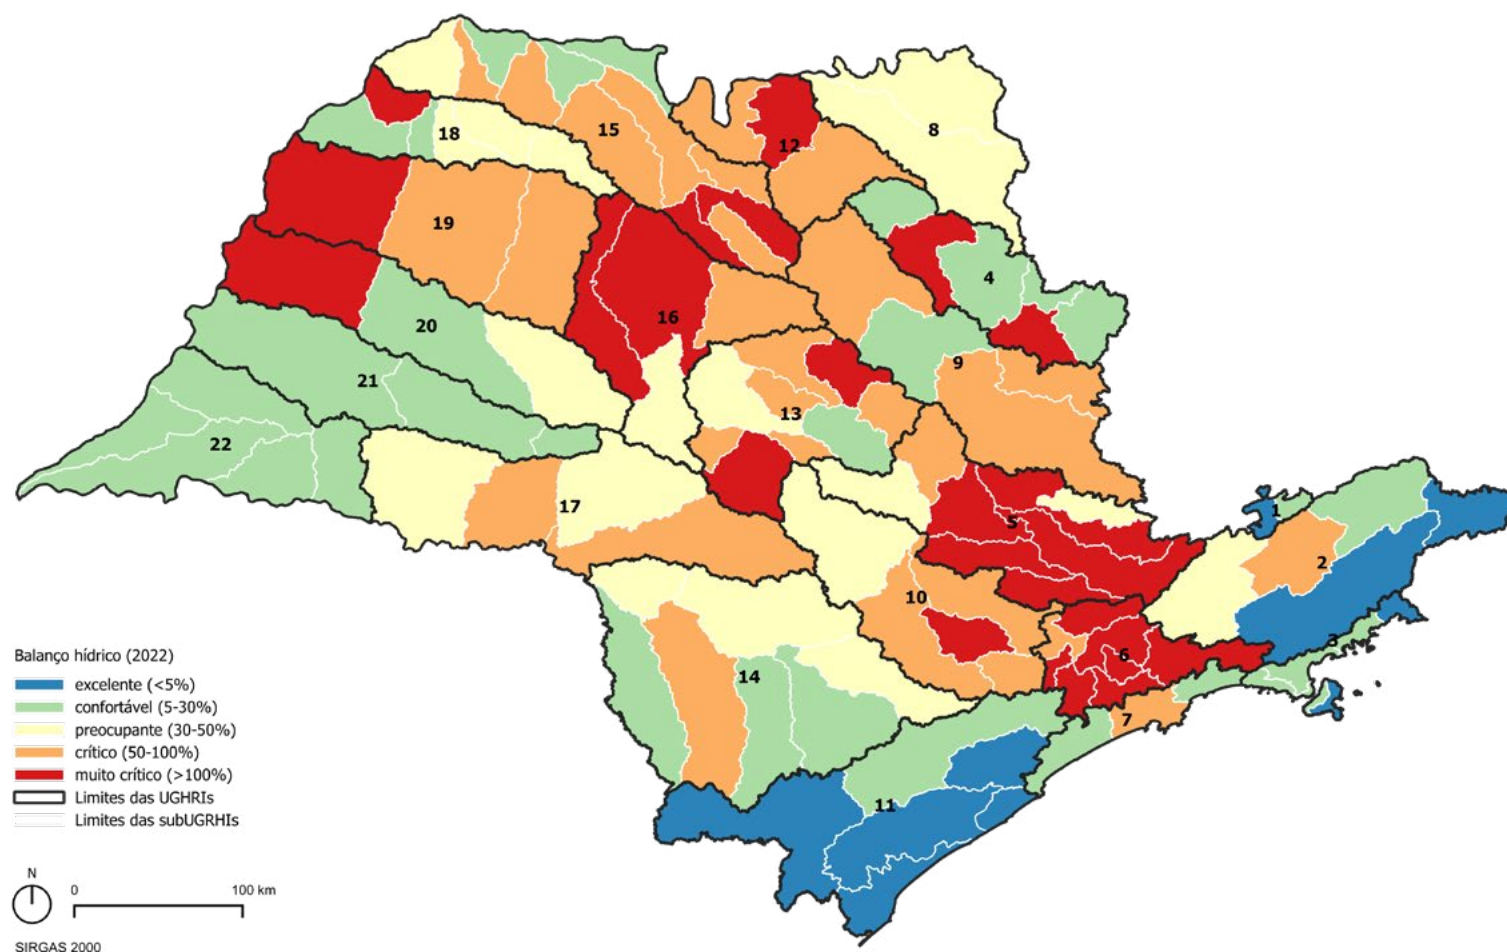 8
12
15
18
19
4
16
20
9
21
13
22
17
5
1
2
10
3
6
14
7
11
Balanço hídrico (2022)
excelente (<5%)
confortável (5-30%)
preocupante (30-50%)
crítico (50-100%)
muito crítico (>100%)
Limites das UGHRIs
Limites das subUGRHIs
N
0 100 km
SIRGAS 2000